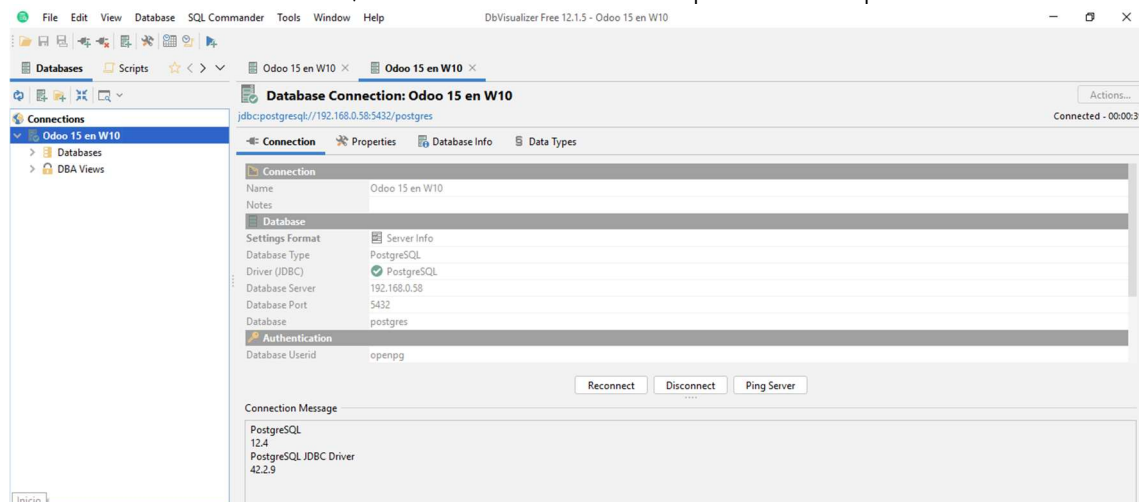 File Edit View Database SQL Commander Tools Window Help DbVisualizer Free 12.1.5 - Odoo 15 en W10
Databases Scripts Odoo 15 en W10 Odoo 15 en W10
Database Connection: Odoo 15 en W10 Actions...
jdbc:postgresql://192.168.0.58:5432/postgres Connected - 00:00:3
Connections
Odoo 15 en W10
Databases
DBA Views
Connection Properties Database Info Data Types
Connection
Name Odoo 15 en W10
Notes
Database
Settings Format Server Info
Database Type PostgreSQL
Driver (JDBC) PostgreSQL
Database Server 192.168.0.58
Database Port 5432
Database postgres
Authentication
Database Userid openpg
Reconnect Disconnect Ping Server
Connection Message
PostgreSQL
12.4
PostgreSQL JDBC Driver
42.2.9
Inicio